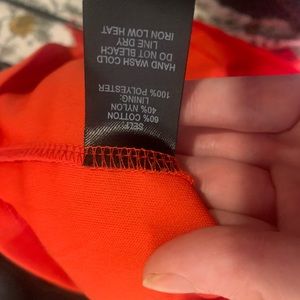 SELF:
60% COTTON
40% NYLON
LINING:
100% POLYESTER
HAND WASH COLD
DO NOT BLEACH
LINE DRY
IRON LOW HEAT